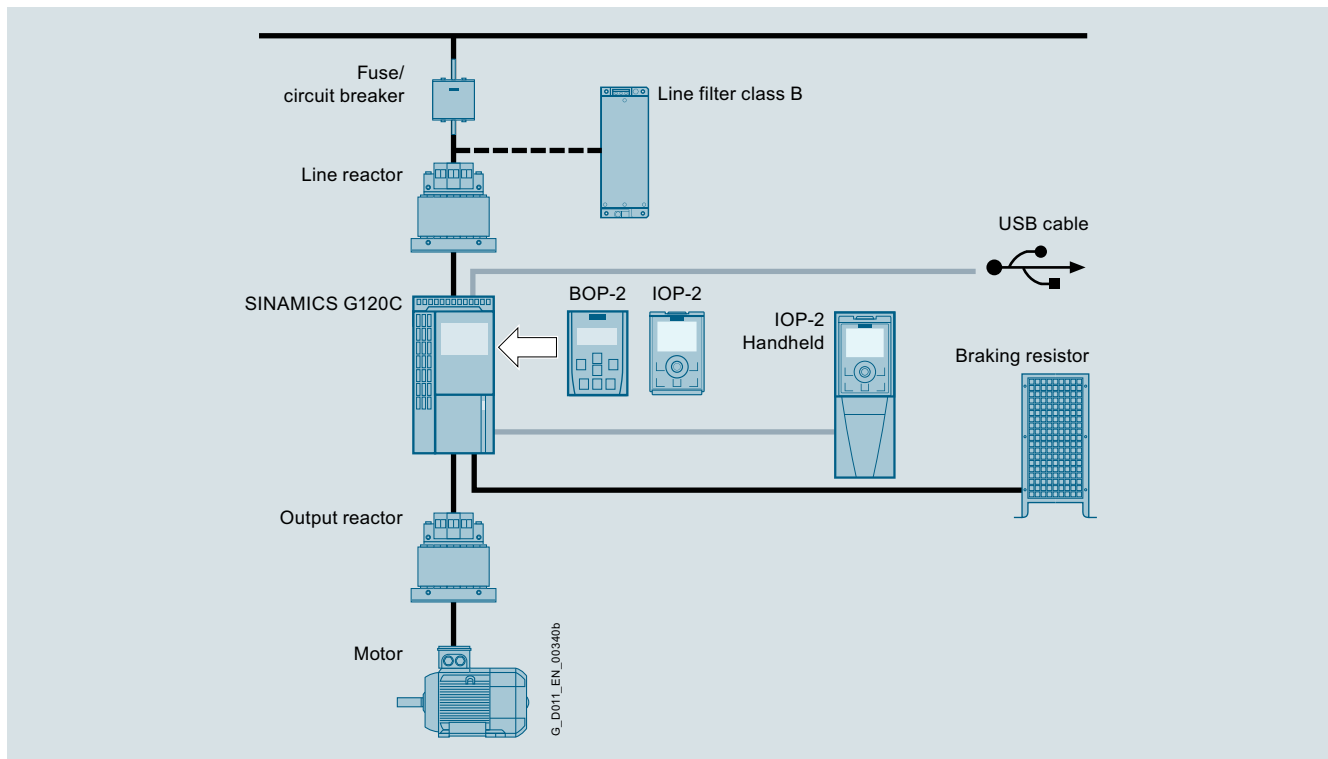 Fuse/
circuit breaker
Line filter class B
Line reactor
USB cable
SINAMICS G120C
BOP-2
IOP-2
IOP-2
Handheld
Braking resistor
Output reactor
Motor
G_D011_EN_00340b